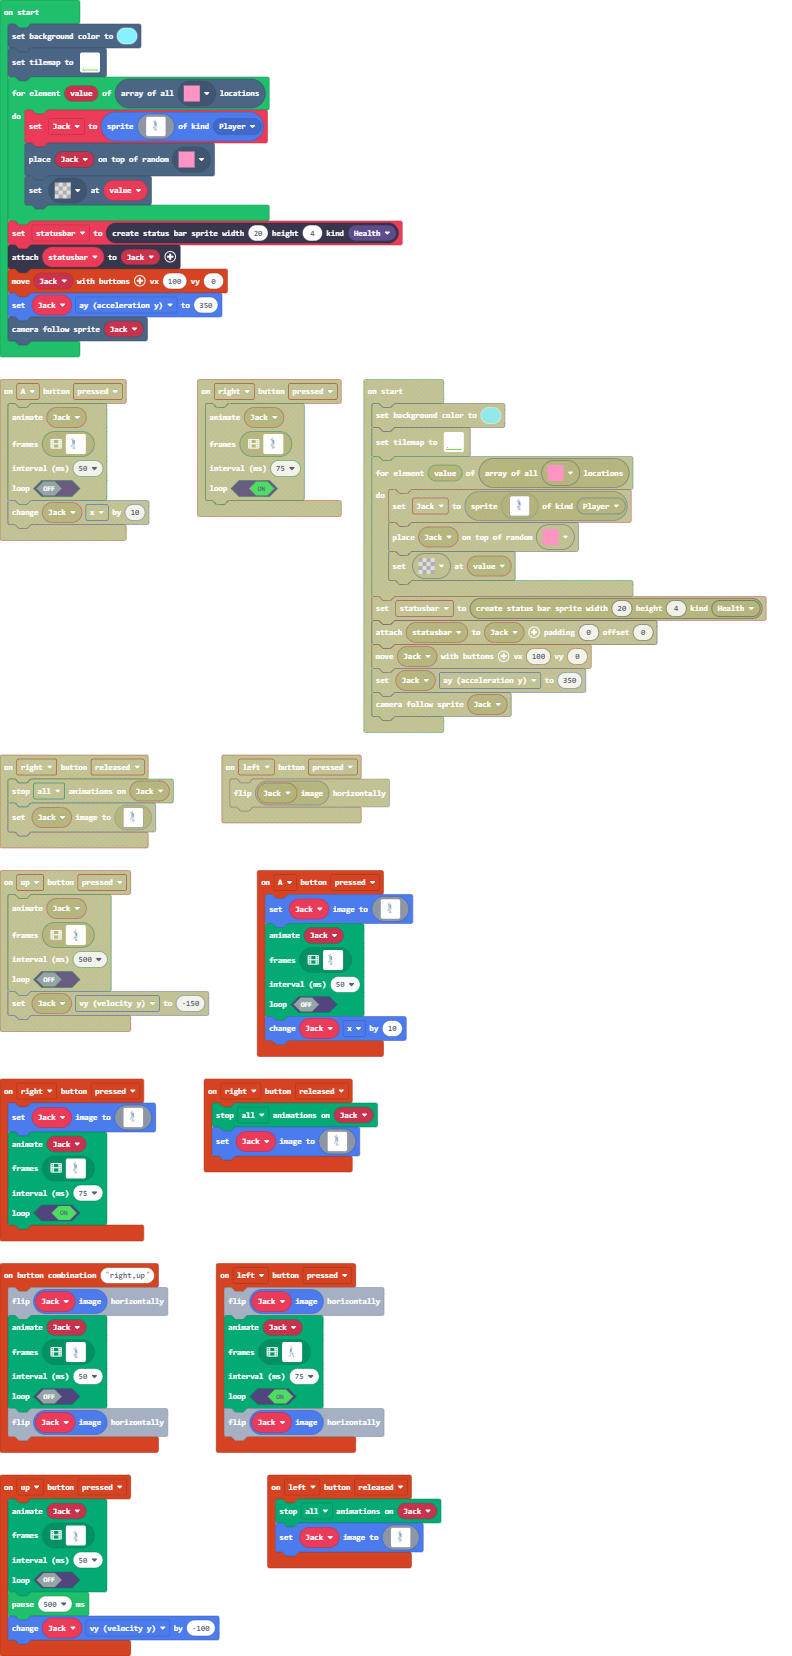 on start
set background color to
set tilemap to
for element value of array of all locations
do
set Jack to sprite of kind Player
place Jack on top of random
set at value
set statusbar to create status bar sprite width 20 height 4 kind Health
attach statusbar to Jack
move Jack with buttons vx 100 vy 0
set Jack ay (acceleration y) to 350
camera follow sprite Jack
on A button pressed
animate Jack
frames
interval (ms) 50
loop OFF
change Jack x by 10
on right button pressed
animate Jack
frames
interval (ms) 75
loop ON
on start
set background color to
set tilemap to
for element value of array of all locations
do
set Jack to sprite of kind Player
place Jack on top of random
set at value
set statusbar to create status bar sprite width 20 height 4 kind Health
attach statusbar to Jack padding 0 offset 0
move Jack with buttons vx 100 vy 0
set Jack ay (acceleration y) to 350
camera follow sprite Jack
on right button released
stop all animations on Jack
set Jack image to
on left button pressed
flip Jack image horizontally
on up button pressed
animate Jack
frames
interval (ms) 500
loop OFF
set Jack vy (velocity y) to -150
on A button pressed
set Jack image to
animate Jack
frames
interval (ms) 50
loop OFF
change Jack x by 10
on right button pressed
set Jack image to
animate Jack
frames
interval (ms) 75
loop ON
on right button released
stop all animations on Jack
set Jack image to
on button combination "right,up"
flip Jack image horizontally
animate Jack
frames
interval (ms) 50
loop OFF
flip Jack image horizontally
on left button pressed
flip Jack image horizontally
animate Jack
frames
interval (ms) 75
loop ON
flip Jack image horizontally
on up button pressed
animate Jack
frames
interval (ms) 50
loop OFF
pause 500 ms
change Jack vy (velocity y) by -100
on left button released
stop all animations on Jack
set Jack image to